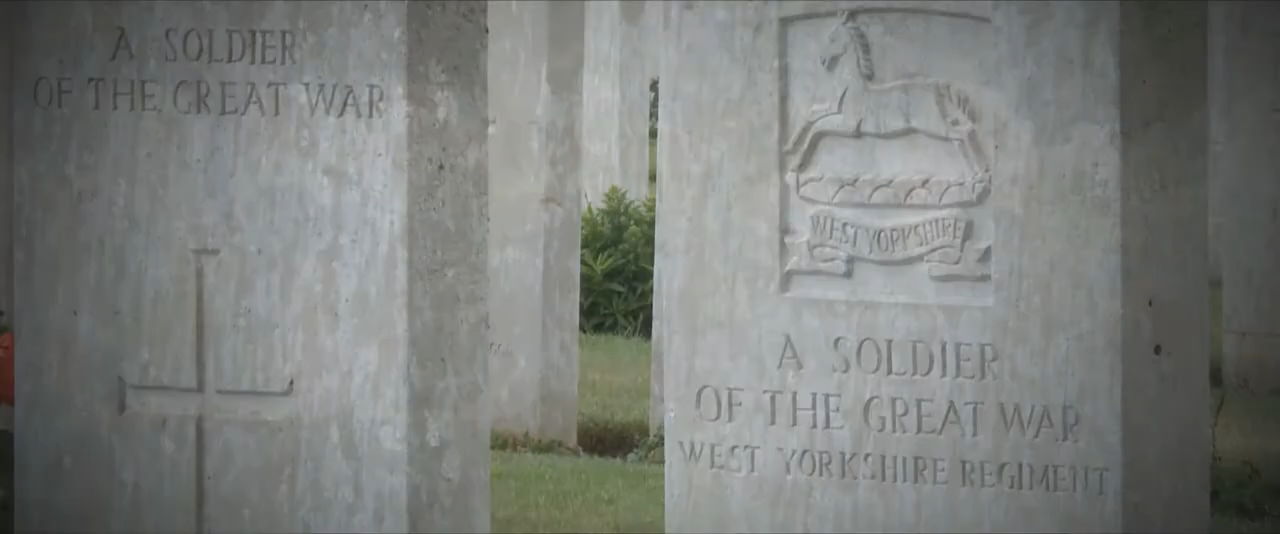 A SOLDIER
OF THE GREAT WAR
WEST YORKSHIRE
A SOLDIER
OF THE GREAT WAR
WEST YORKSHIRE REGIMENT